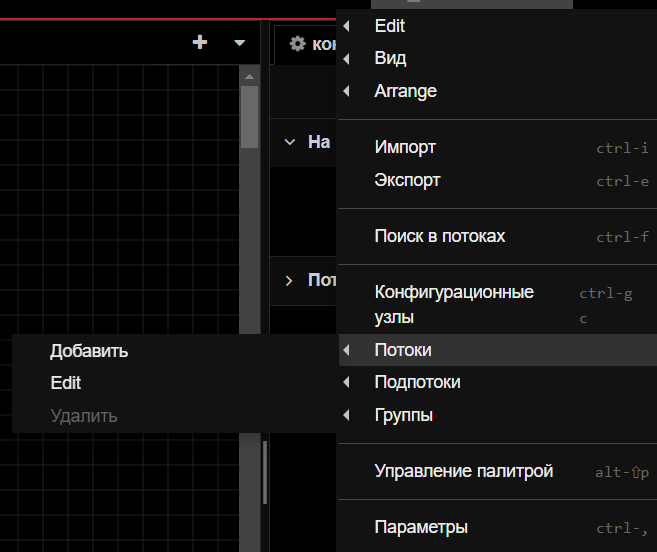 Edit
Вид
Arrange
Импорт ctrl-i
Экспорт ctrl-e
Поиск в потоках ctrl-f
Конфигурационные ctrl-g
узлы c
Потоки
Подпотоки
Группы
Управление палитрой alt-⇧p
Параметры ctrl-,
Добавить
Edit
Удалить
кон
На
Пот